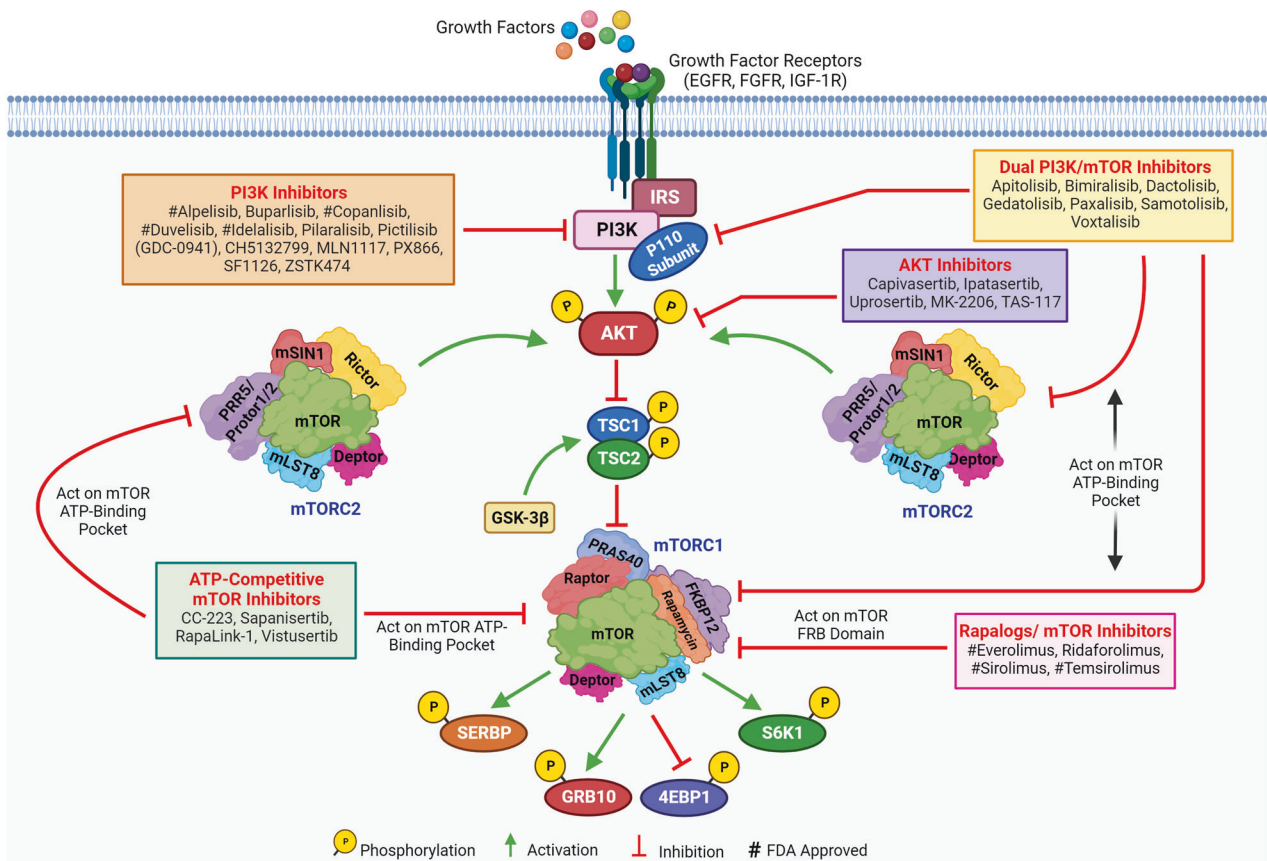 Growth Factors
Growth Factor Receptors
(EGFR, FGFR, IGF-1R)
PI3K Inhibitors
#Alpelisib, Buparlisib, #Copanlisib,
#Duvelisib, #Idelalisib, Pilaralisib, Pictilisib
(GDC-0941), CH5132799, MLN1117, PX866,
SF1126, ZSTK474
IRS
PI3K
P110
Subunit
Dual PI3K/mTOR Inhibitors
Apitolisib, Bimiralisib, Dactolisib,
Gedatolisib, Paxalisib, Samotolisib,
Voxtalisib
AKT Inhibitors
Capivasertib, Ipatasertib,
Uprosertib, MK-2206, TAS-117
P
P
AKT
mSIN1
Rictor
PRR5/
Protor1/2
mTOR
mLST8
Deptor
mTORC2
TSC1
P
TSC2
P
GSK-3β
mSIN1
Rictor
PRR5/
Protor1/2
mTOR
mLST8
Deptor
mTORC2
Act on mTOR
ATP-Binding
Pocket
Act on mTOR
ATP-Binding
Pocket
ATP-Competitive
mTOR Inhibitors
CC-223, Sapanisertib,
RapaLink-1, Vistusertib
Act on mTOR ATP-
Binding Pocket
mTORC1
PRAS40
Raptor
mTOR
Rapamycin
FKBP12
Deptor
mLST8
Act on mTOR
FRB Domain
Rapalogs/ mTOR Inhibitors
#Everolimus, Ridaforolimus,
#Sirolimus, #Temsirolimus
P
SERBP
P
GRB10
P
4EBP1
P
S6K1
P Phosphorylation
Activation
Inhibition
# FDA Approved